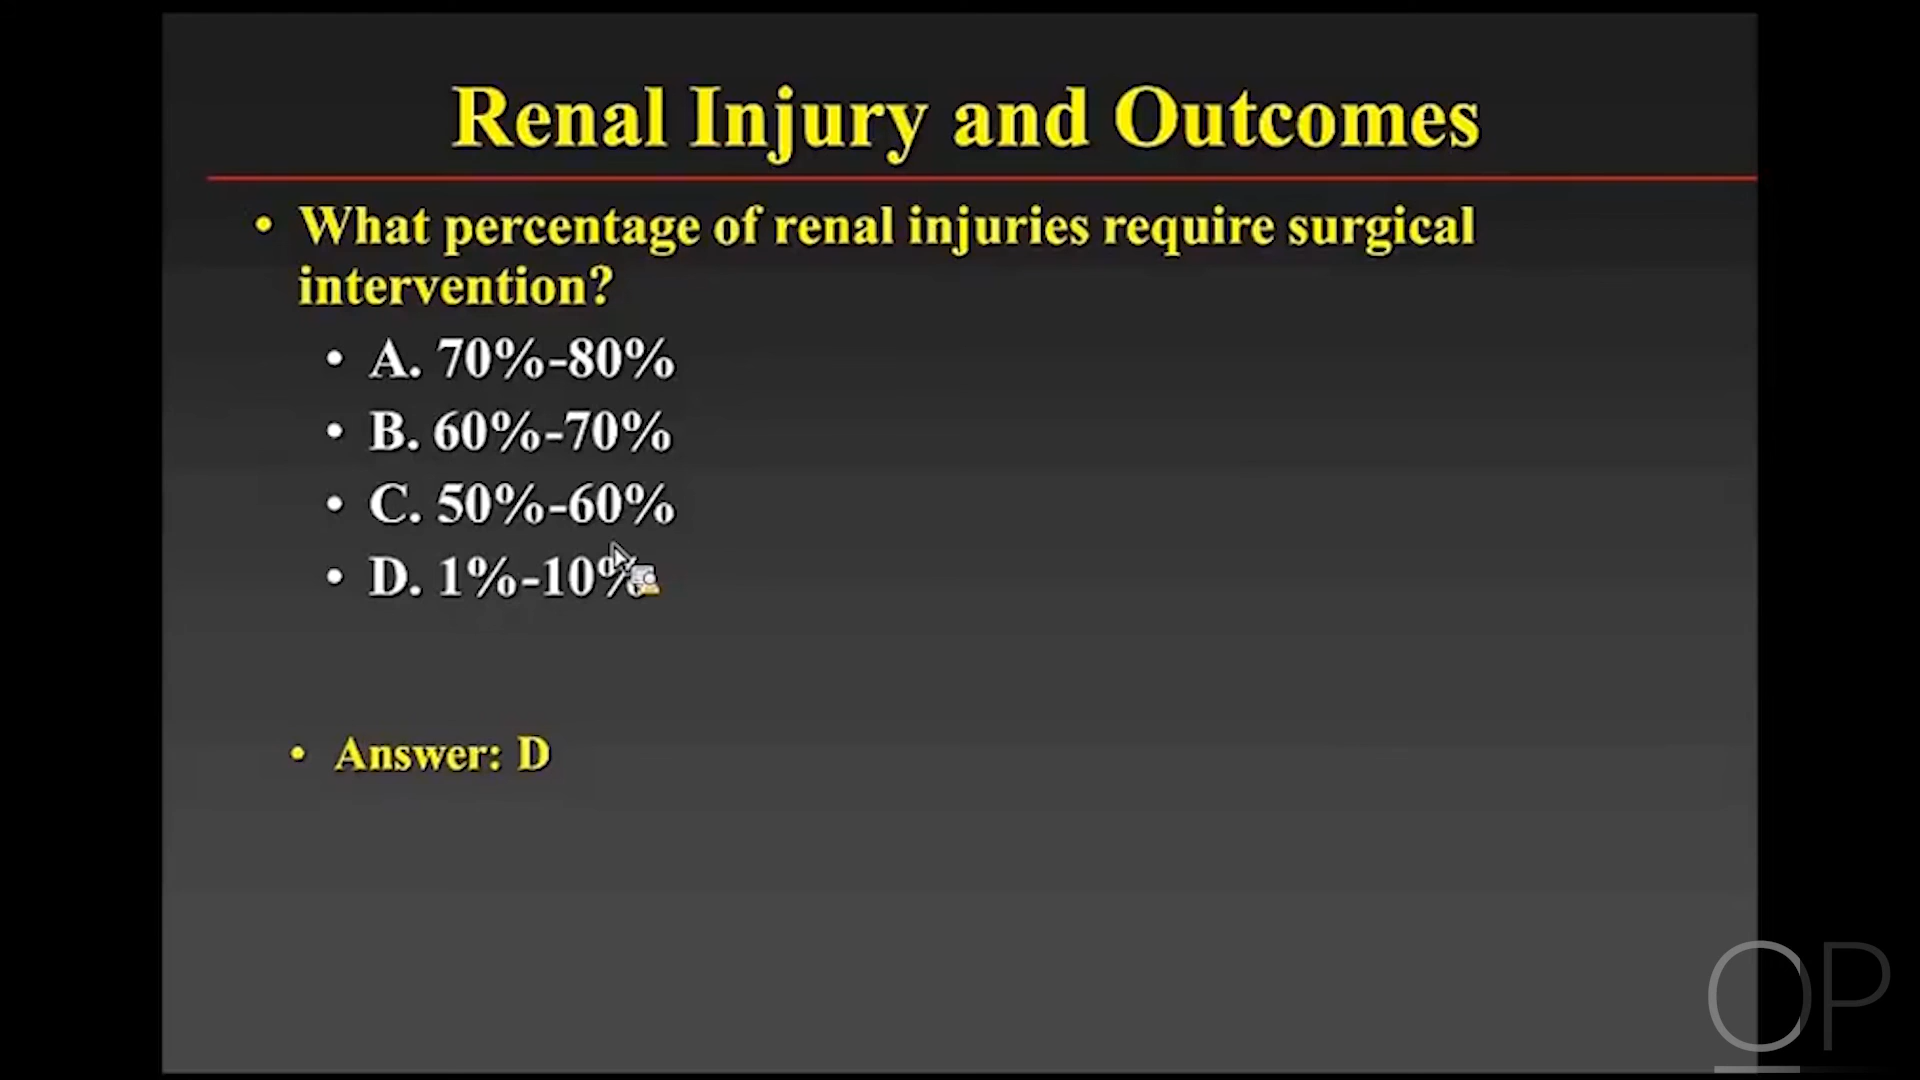 Renal Injury and Outcomes
• What percentage of renal injuries require surgical
intervention?
• A. 70%-80%
• B. 60%-70%
• C. 50%-60%
• D. 1%-10%
• Answer: D
OP